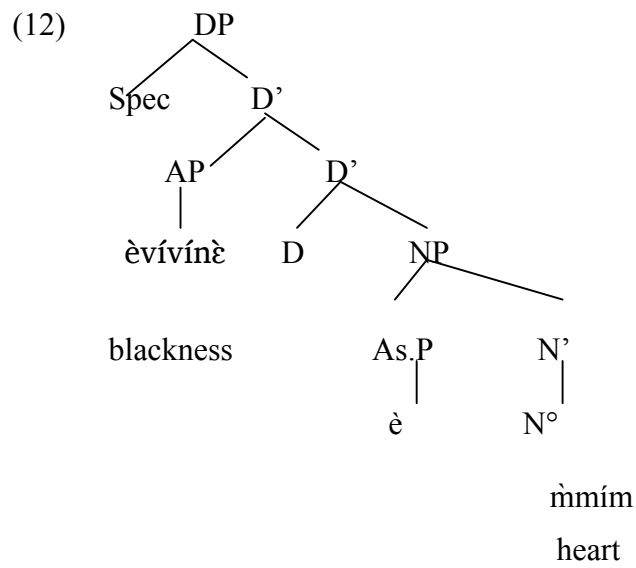 (12) DP
Spec D’
AP D’
èvívínɛ̀ D NP
blackness As.P N’
è N°
m̀mím
heart